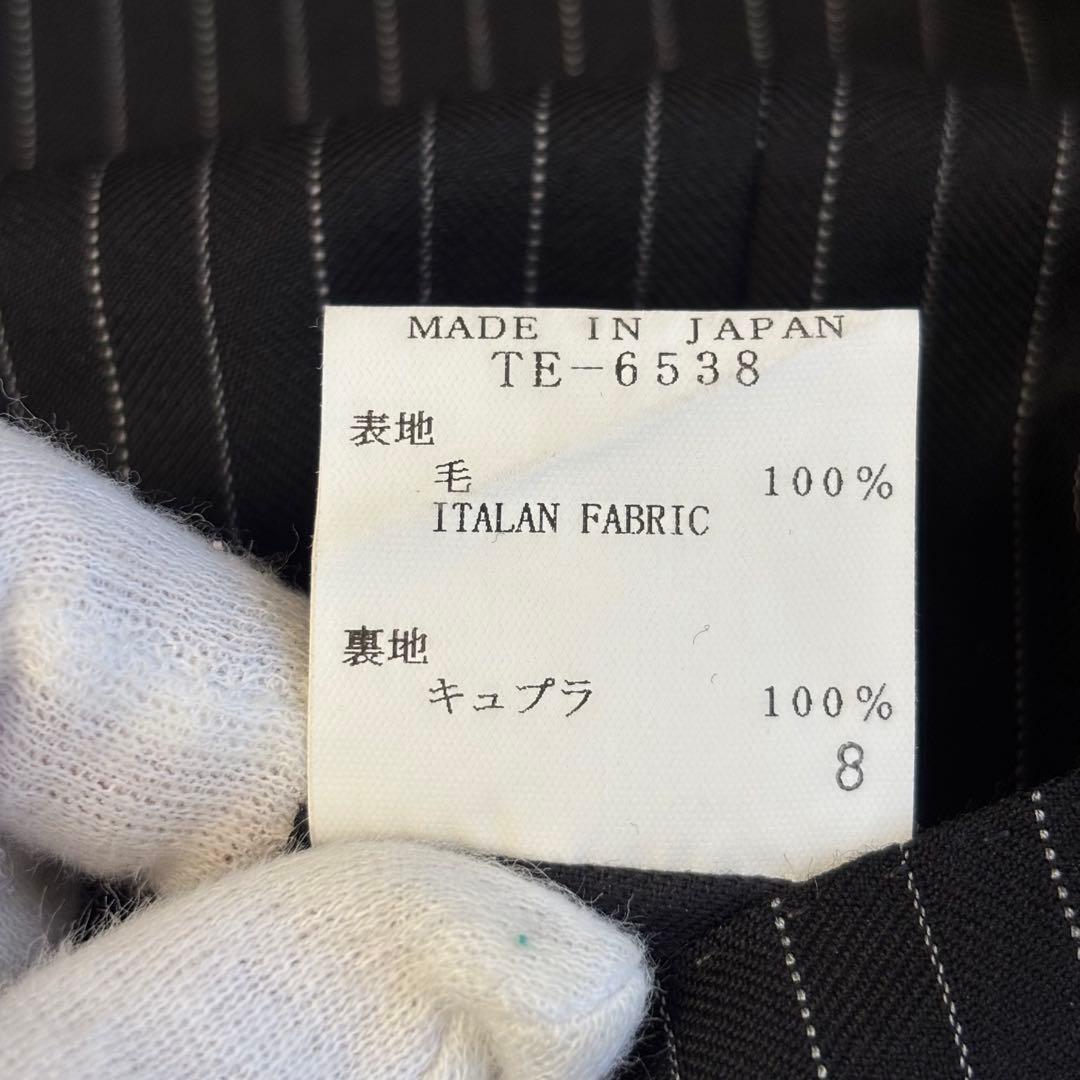 MADE IN JAPAN
TE-6538
表地
毛 100%
ITALAN FABRIC
裏地
キュプラ 100%
8